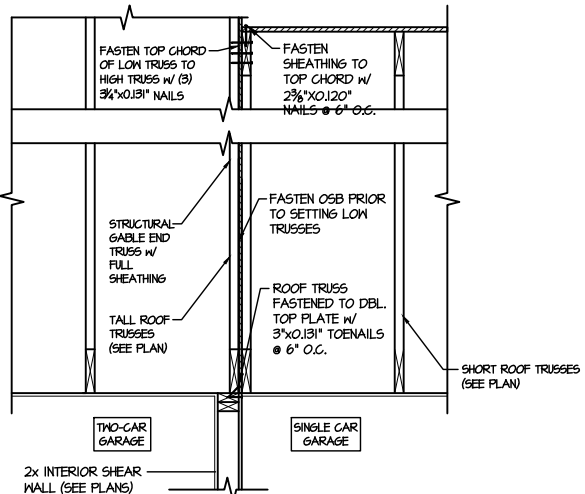 FASTEN TOP CHORD
OF LOW TRUSS TO
HIGH TRUSS W/ (3)
3¼"X0.131" NAILS
FASTEN
SHEATHING TO
TOP CHORD W/
2⅜"X0.120"
NAILS @ 6" O.C.
STRUCTURAL
GABLE END
TRUSS W/
FULL
SHEATHING
TALL ROOF
TRUSSES
(SEE PLAN)
FASTEN OSB PRIOR
TO SETTING LOW
TRUSSES
ROOF TRUSS
FASTENED TO DBL.
TOP PLATE W/
3"X0.131" TOENAILS
@ 6" O.C.
SHORT ROOF TRUSSES
(SEE PLAN)
TWO-CAR
GARAGE
SINGLE CAR
GARAGE
2x INTERIOR SHEAR
WALL (SEE PLANS)